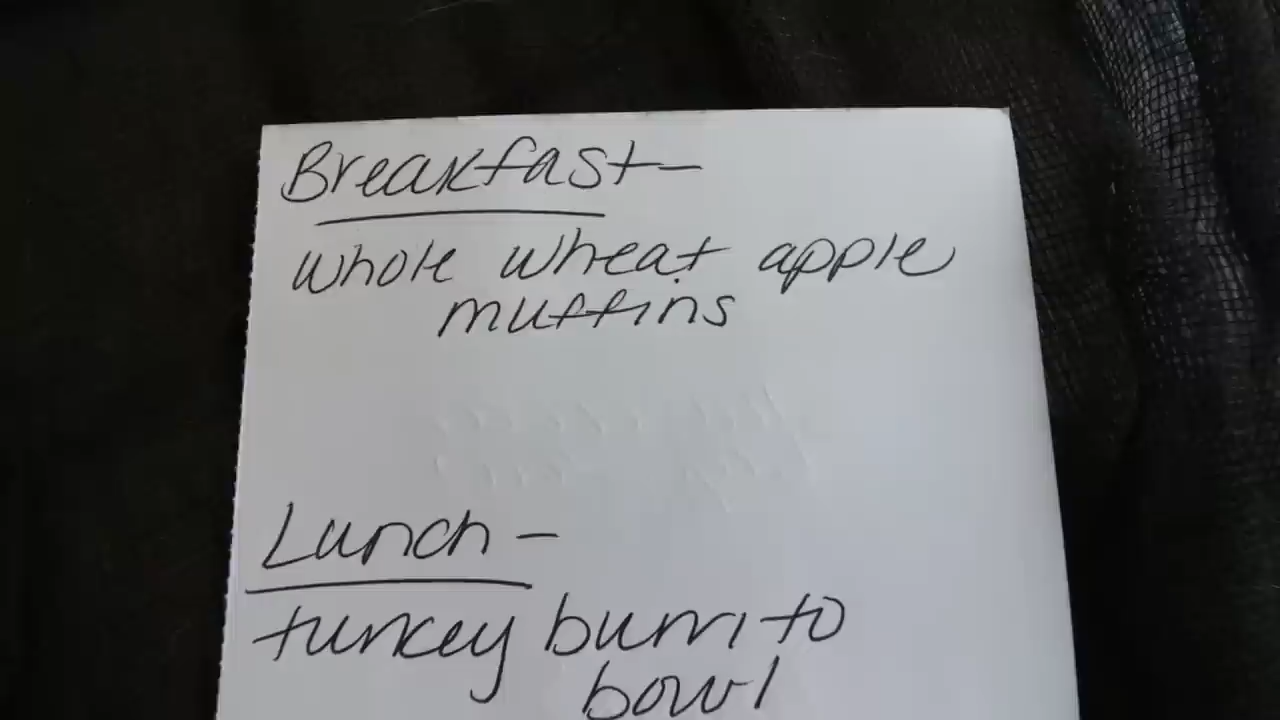 Breakfast-
whole wheat apple
muffins
Lunch -
turkey burrito
bowl